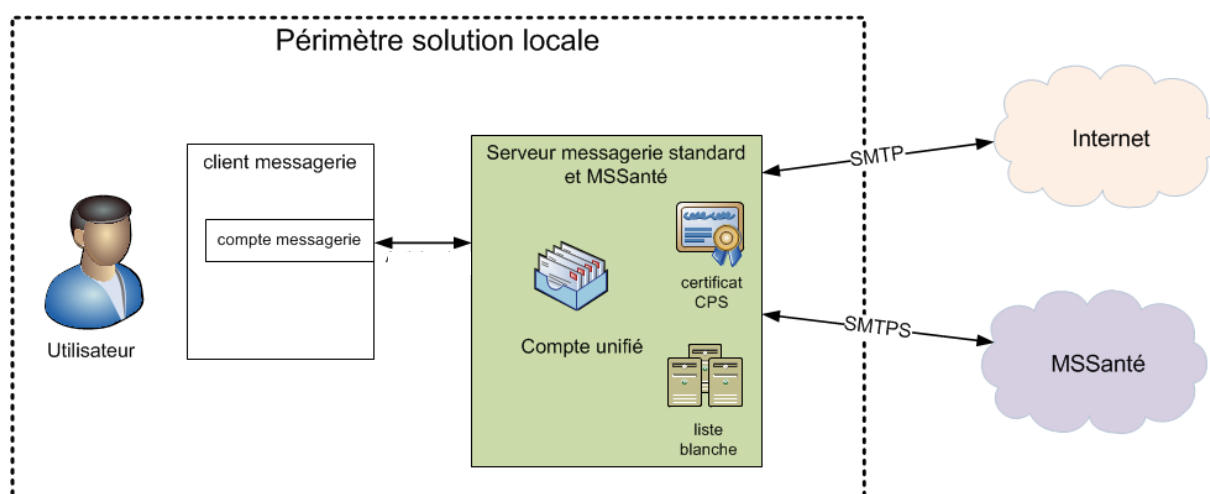 Périmètre solution locale
client messagerie
compte messagerie
Utilisateur
Serveur messagerie standard
et MSSanté
certificat
CPS
Compte unifié
liste
blanche
SMTP
Internet
SMTPS
MSSanté